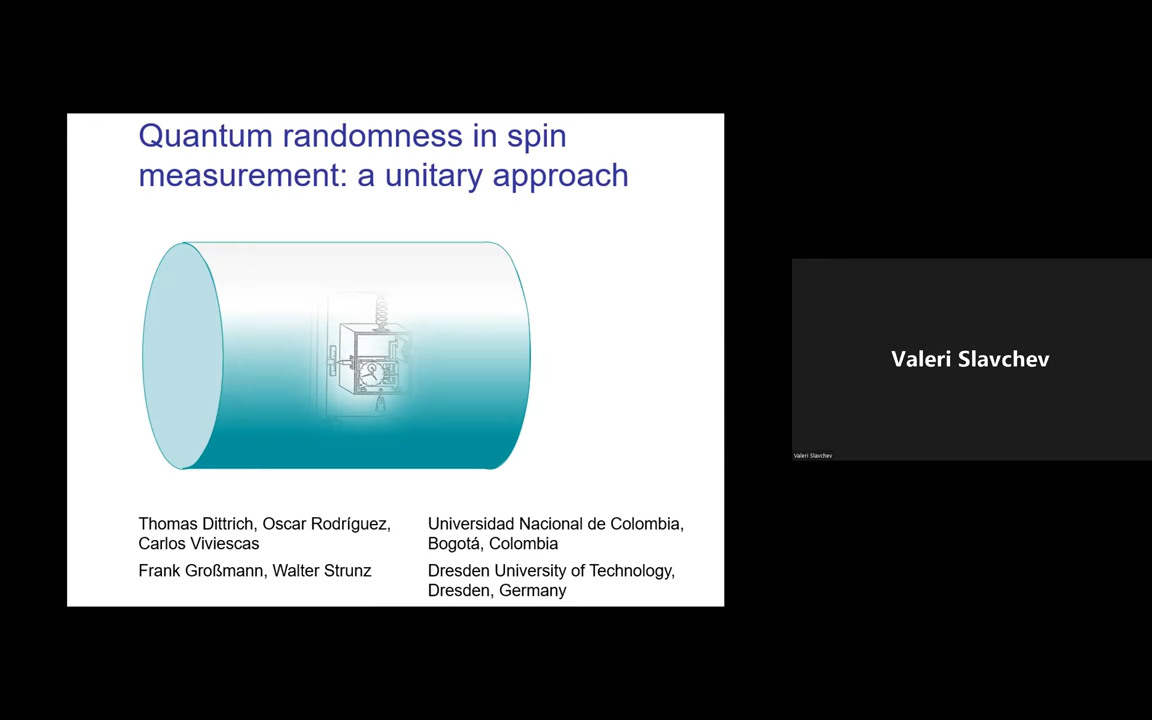 Quantum randomness in spin
measurement: a unitary approach
Thomas Dittrich, Oscar Rodríguez,
Carlos Viviescas
Universidad Nacional de Colombia,
Bogotá, Colombia
Frank Großmann, Walter Strunz
Dresden University of Technology,
Dresden, Germany
Valeri Slavchev
Valeri Slavchev